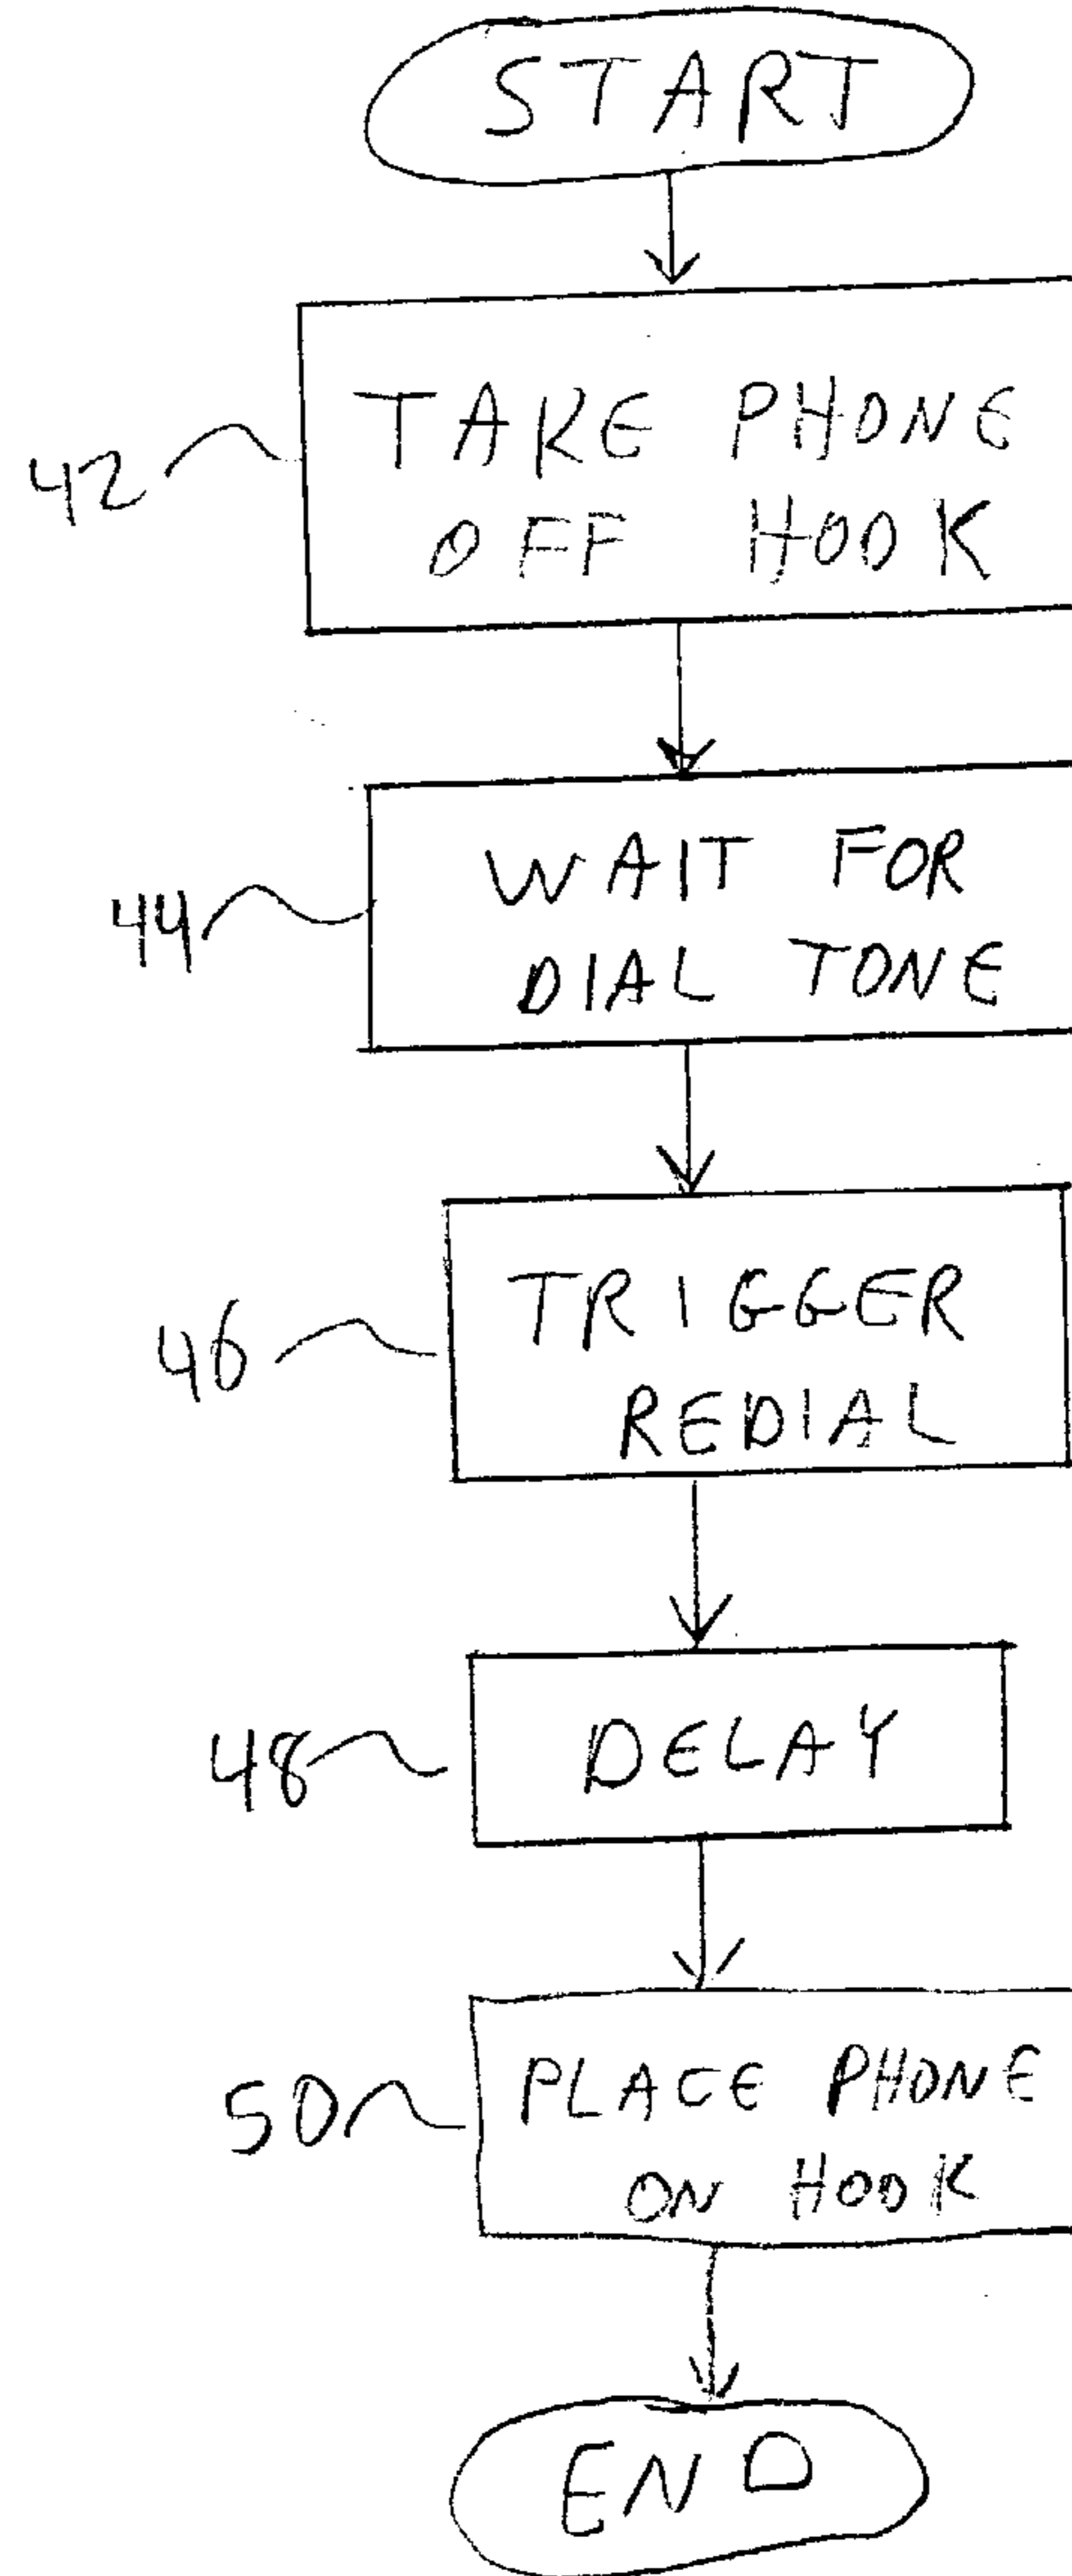 START
TAKE PHONE
42
OFF HOOK
WAIT FOR
44
DIAL TONE
TRIGGER
46
REDIAL
48
DELAY
PLACE PHONE
50
ON HOOK
END